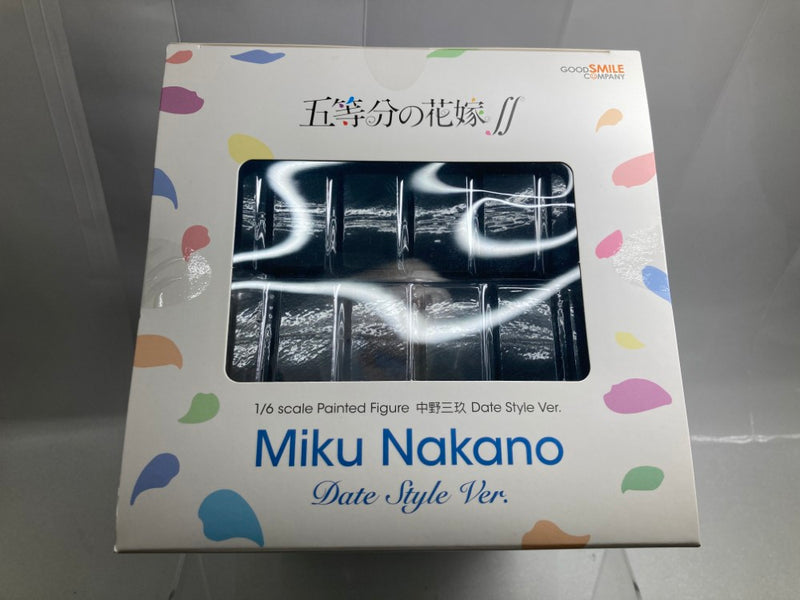 GOOD SMILE
COMPANY
五等分の花嫁∬
1/6 scale Painted Figure 中野三玖 Date Style Ver.
Miku Nakano
Date Style Ver.